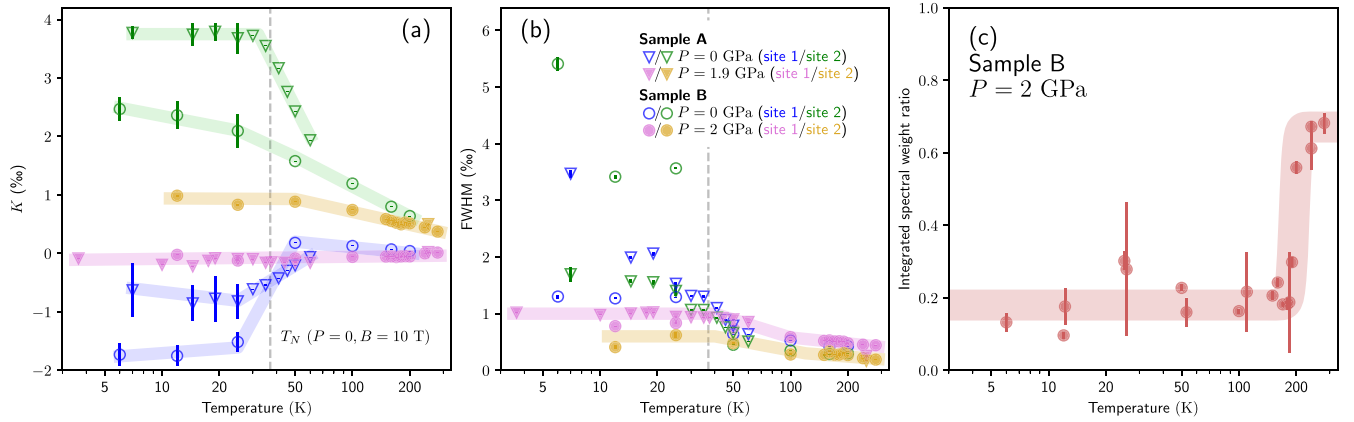 (a)
K (‰)
4
3
2
1
0
−1
−2
T_N (P = 0, B = 10 T)
5
10
20
50
100
200
Temperature (K)
(b)
FWHM (‰)
6
5
4
3
2
1
0
Sample A
▽/▽ P = 0 GPa (site 1/site 2)
▼/▼ P = 1.9 GPa (site 1/site 2)
Sample B
○/○ P = 0 GPa (site 1/site 2)
●/● P = 2 GPa (site 1/site 2)
5
10
20
50
100
200
Temperature (K)
(c)
Sample B
P = 2 GPa
Integrated spectral weight ratio
1.0
0.8
0.6
0.4
0.2
0.0
5
10
20
50
100
200
Temperature (K)